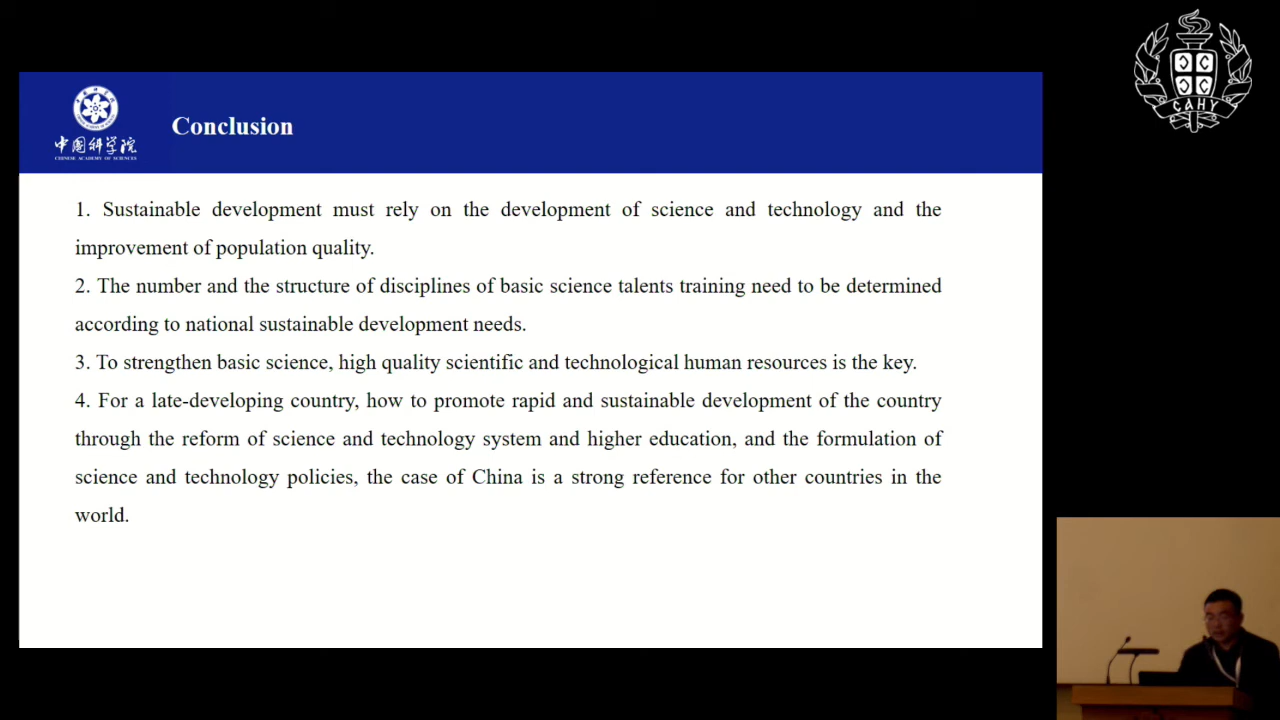 中国科学院
CHINESE ACADEMY OF SCIENCES
Conclusion
1. Sustainable development must rely on the development of science and technology and the
improvement of population quality.
2. The number and the structure of disciplines of basic science talents training need to be determined
according to national sustainable development needs.
3. To strengthen basic science, high quality scientific and technological human resources is the key.
4. For a late-developing country, how to promote rapid and sustainable development of the country
through the reform of science and technology system and higher education, and the formulation of
science and technology policies, the case of China is a strong reference for other countries in the
world.
САНУ